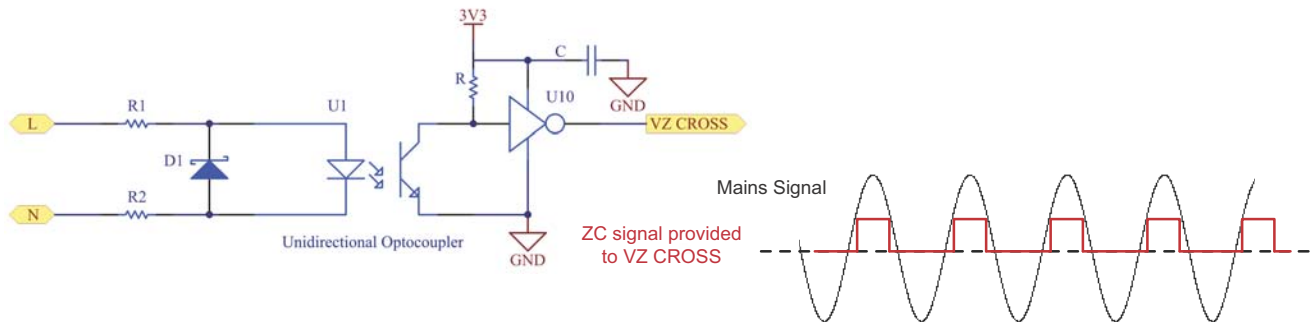 3V3
C
R
U10
GND
L
R1
U1
VZ CROSS
D1
N
R2
Unidirectional Optocoupler
GND
Mains Signal
ZC signal provided
to VZ CROSS